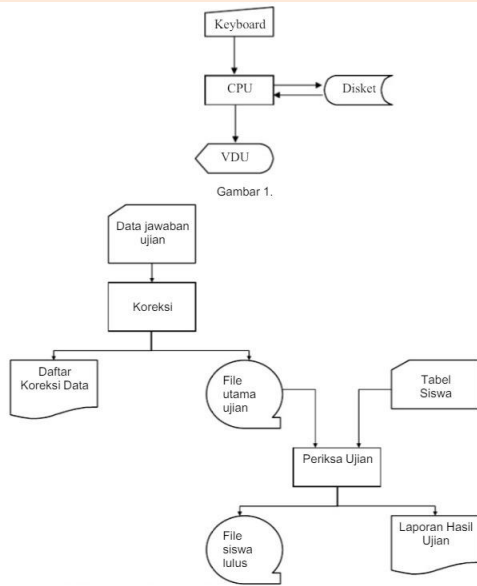 Keyboard
CPU
Disket
VDU
Gambar 1.
Data jawaban
ujian
Koreksi
Daftar
Koreksi Data
File
utama
ujian
Tabel
Siswa
Periksa Ujian
File
siswa
lulus
Laporan Hasil
Ujian